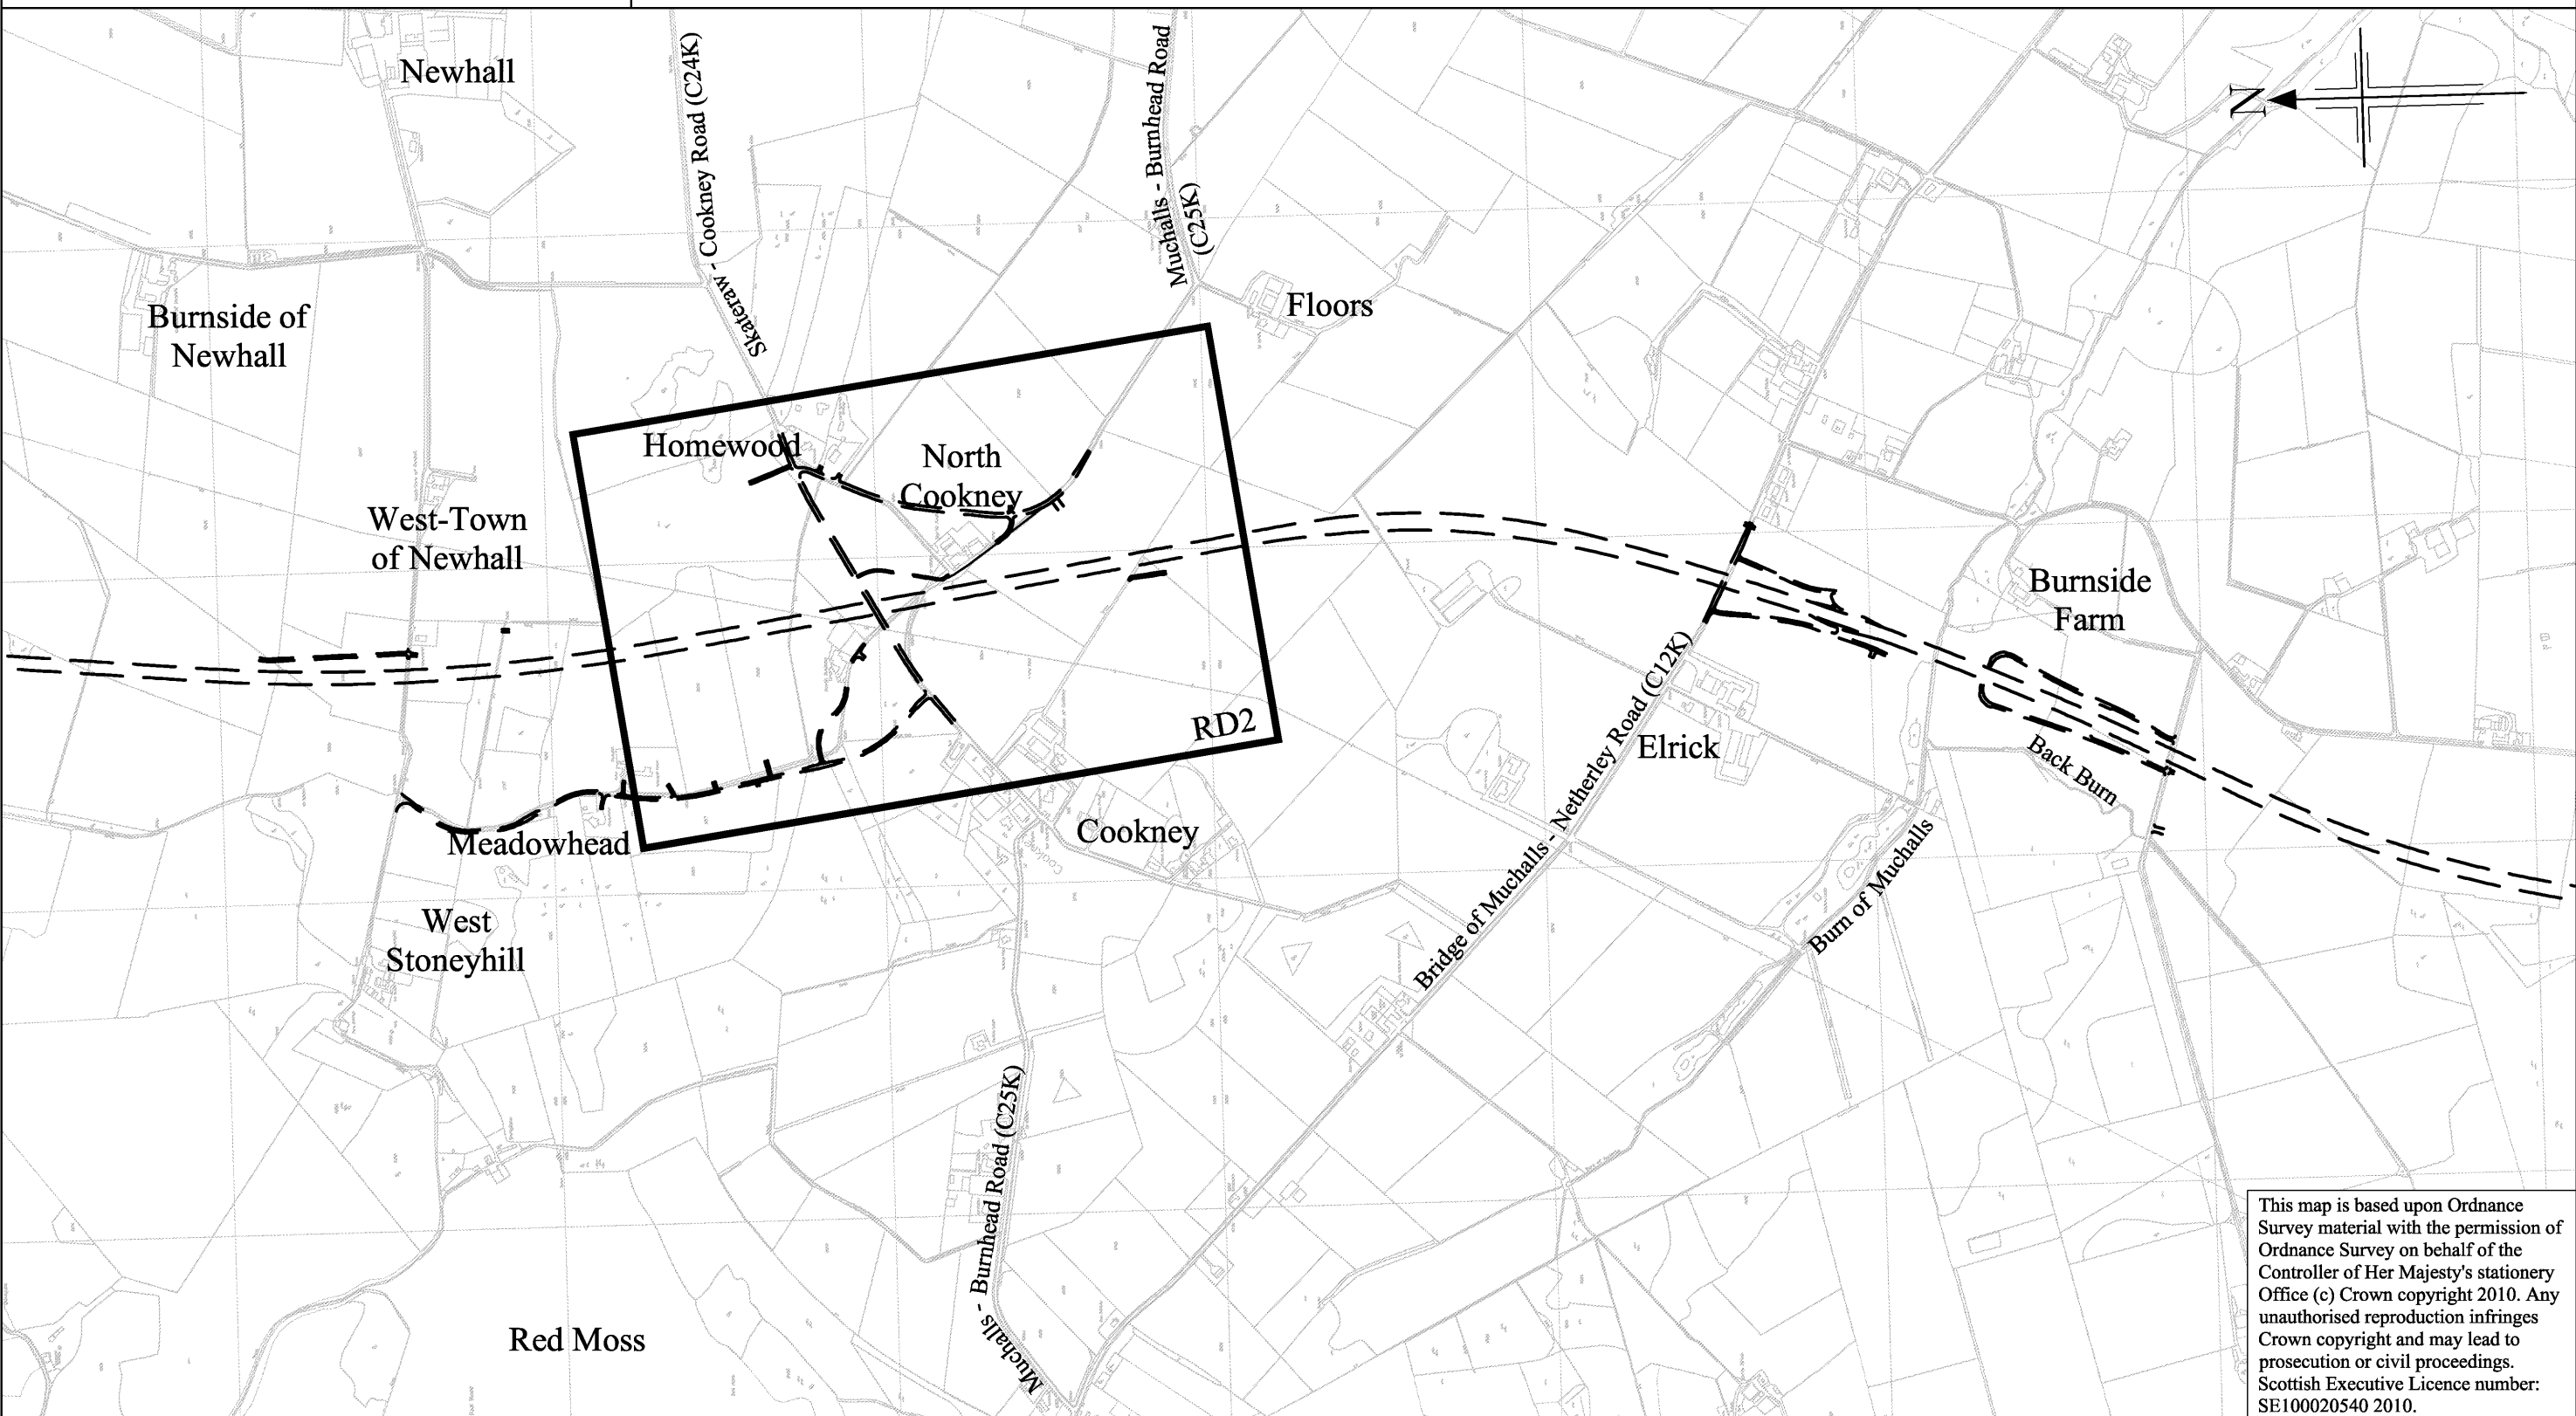 Newhall
Skateraw - Cookney Road (C24K)
Muchalls - Burnhead Road
(C25K)
N
Burnside of
Newhall
Floors
Homewood
North
Cookney
West-Town
of Newhall
Burnside
Farm
RD2
Elrick
Bridge of Muchalls - Netherley Road (C12K)
Back Burn
Meadowhead
Cookney
Burn of Muchalls
West
Stoneyhill
Muchalls - Burnhead Road (C25K)
Red Moss
This map is based upon Ordnance
Survey material with the permission of
Ordnance Survey on behalf of the
Controller of Her Majesty's stationery
Office (c) Crown copyright 2010. Any
unauthorised reproduction infringes
Crown copyright and may lead to
prosecution or civil proceedings.
Scottish Executive Licence number:
SE100020540 2010.